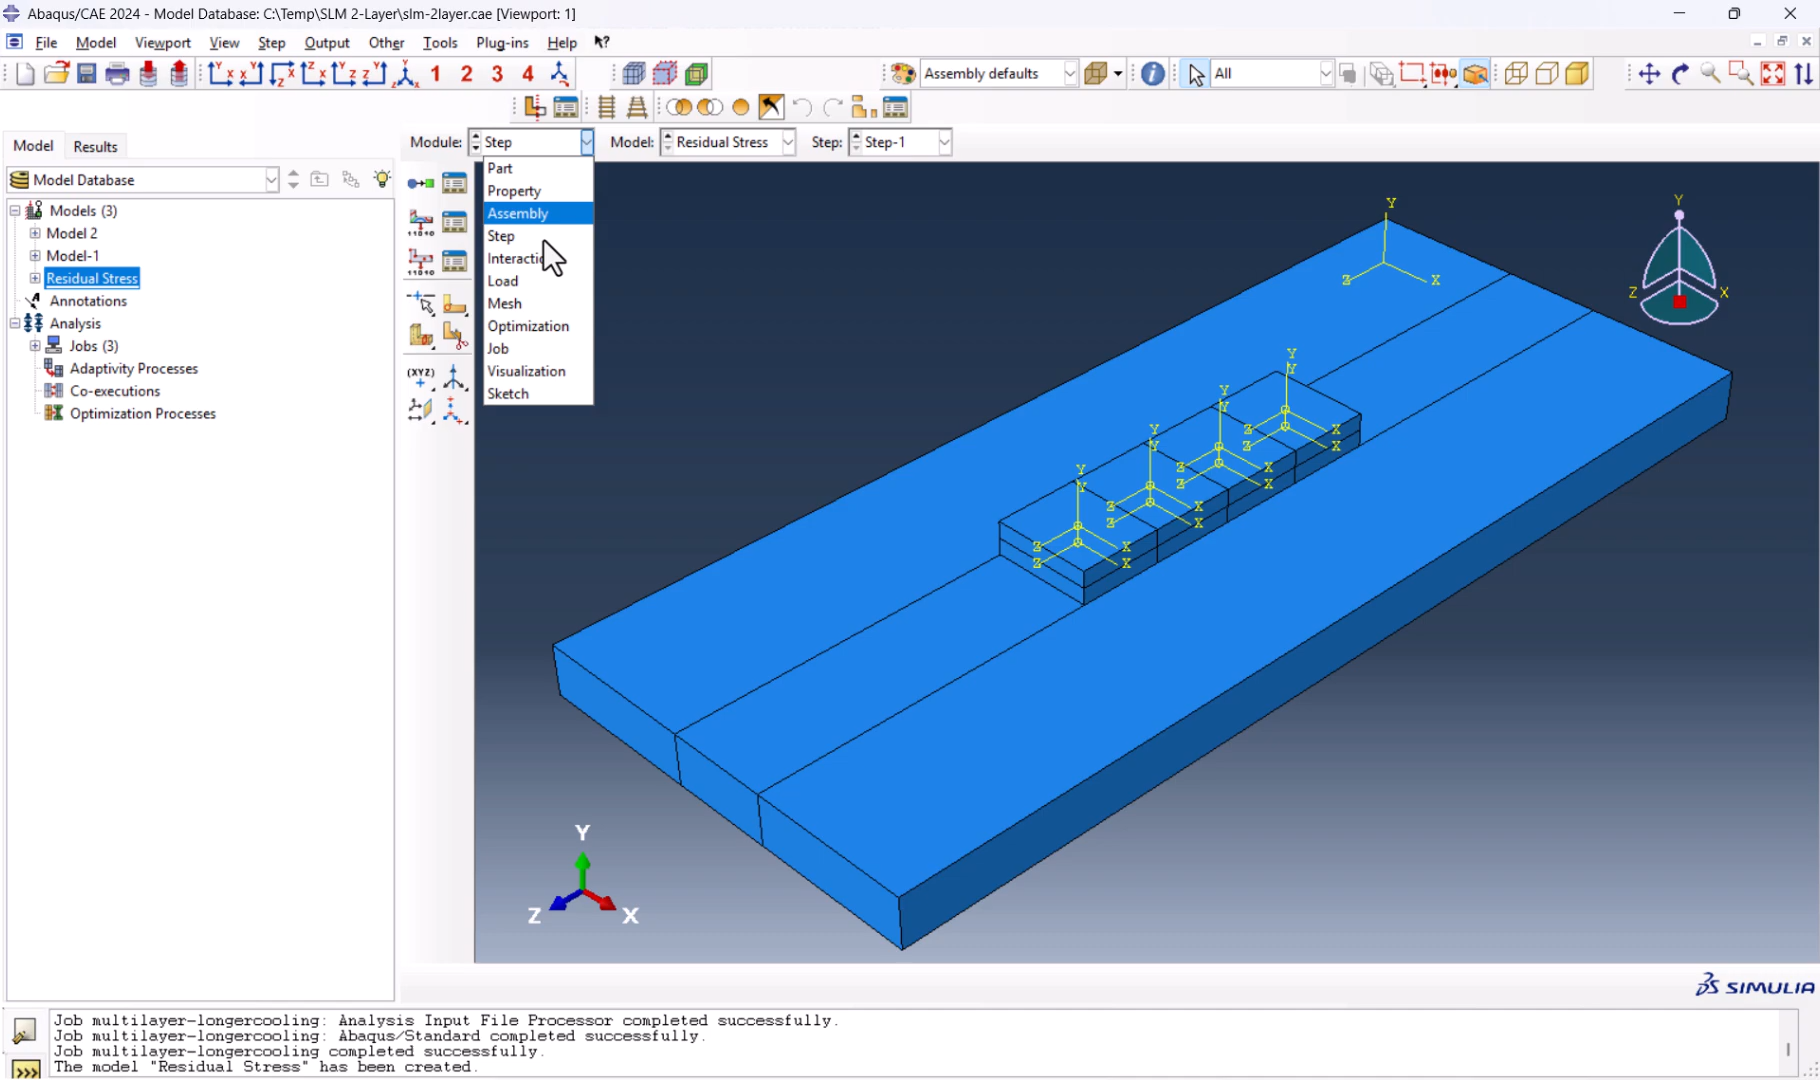 Abaqus/CAE 2024 - Model Database: C:\Temp\SLM 2-Layer\slm-2layer.cae [Viewport: 1]
File Model Viewport View Step Output Other Tools Plug-ins Help
1 2 3 4 Assembly defaults All
Model Results
Module: Step Model: Residual Stress Step: Step-1
Model Database
Models (3)
Model 2
Model-1
Residual Stress
Annotations
Analysis
Jobs (3)
Adaptivity Processes
Co-executions
Optimization Processes
Part
Property
Assembly
Step
Interactio
Load
Mesh
Optimization
Job
Visualization
Sketch
(XYZ)
Y
Z X
Y
Z X
Y
Z X
SIMULIA
Job multilayer-longercooling: Analysis Input File Processor completed successfully.
Job multilayer-longercooling: Abaqus/Standard completed successfully.
Job multilayer-longercooling completed successfully.
The model "Residual Stress" has been created.
>>>